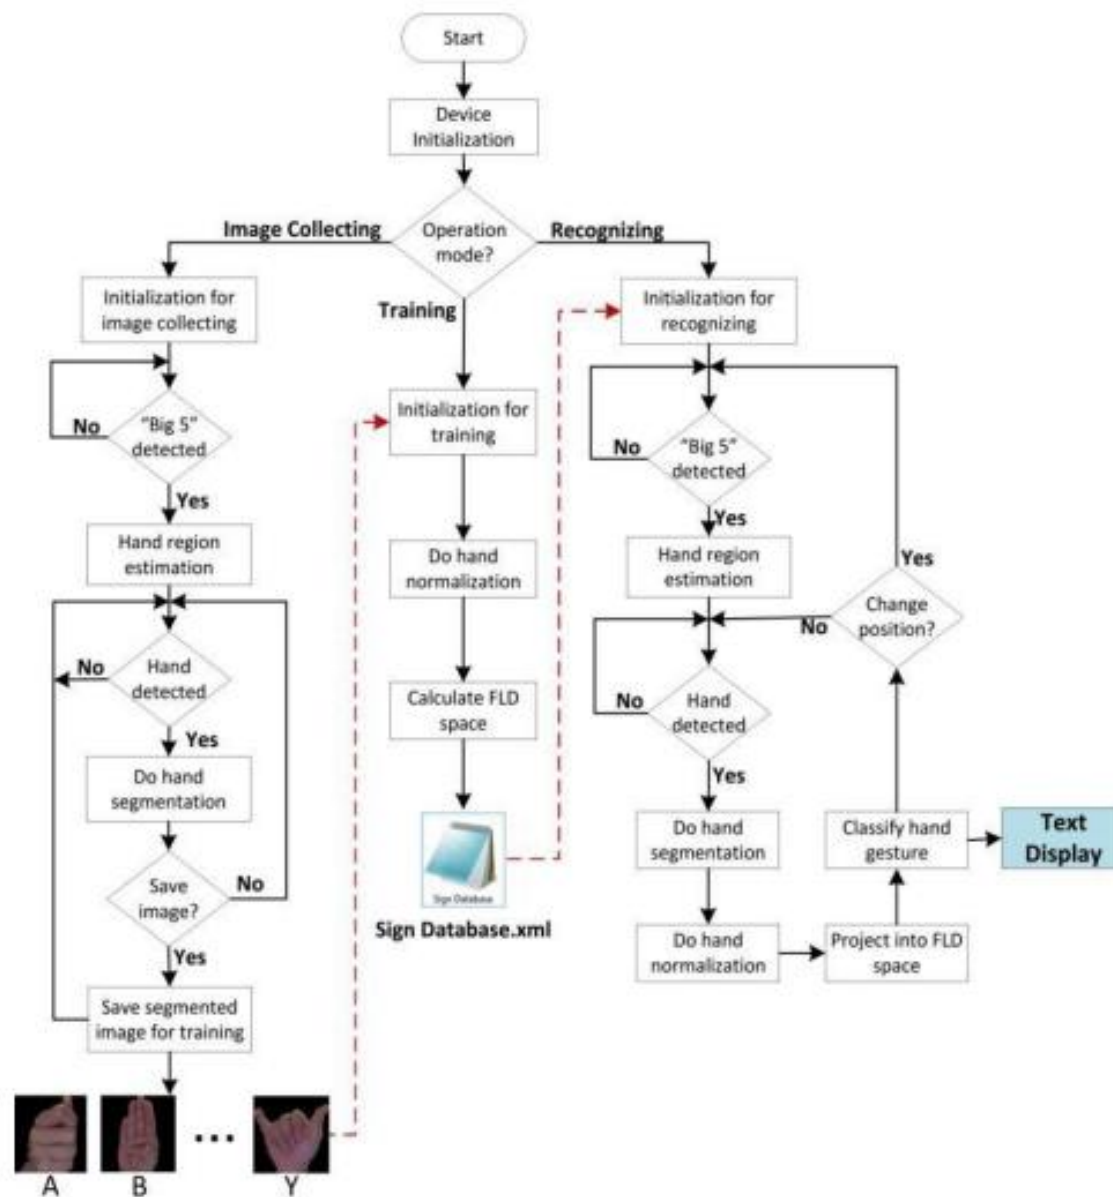 Start
Device
Initialization
Image Collecting
Operation
mode?
Recognizing
Training
Initialization for
image collecting
No
"Big 5"
detected
Yes
Hand region
estimation
No
Hand
detected
Yes
Do hand
segmentation
Save
image?
No
Yes
Save segmented
image for training
A
B
...
Y
Initialization for
training
Do hand
normalization
Calculate FLD
space
Sign Database
Sign Database.xml
Initialization for
recognizing
No
"Big 5"
detected
Yes
Hand region
estimation
No
Hand
detected
Yes
Do hand
segmentation
Do hand
normalization
Project into FLD
space
Classify hand
gesture
Text
Display
Change
position?
No
Yes